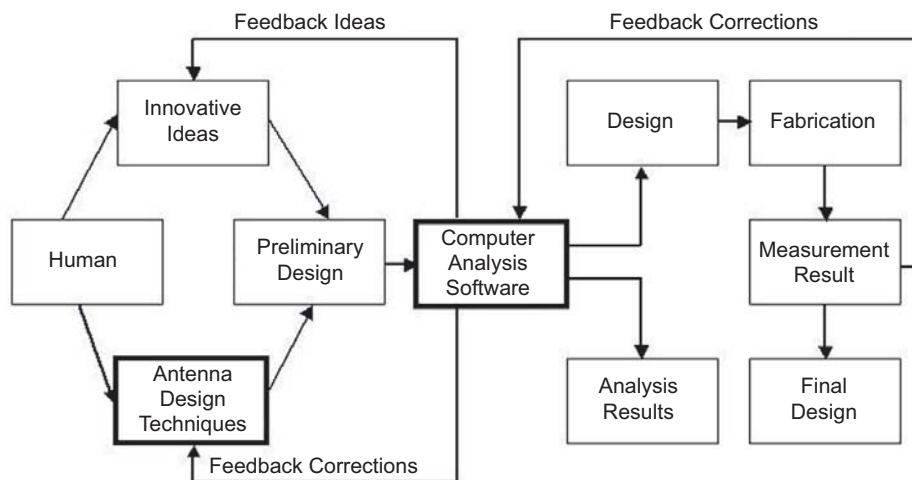 Feedback Ideas
Feedback Corrections
Innovative
Ideas
Design
Fabrication
Human
Preliminary
Design
Computer
Analysis
Software
Measurement
Result
Antenna
Design
Techniques
Analysis
Results
Final
Design
Feedback Corrections